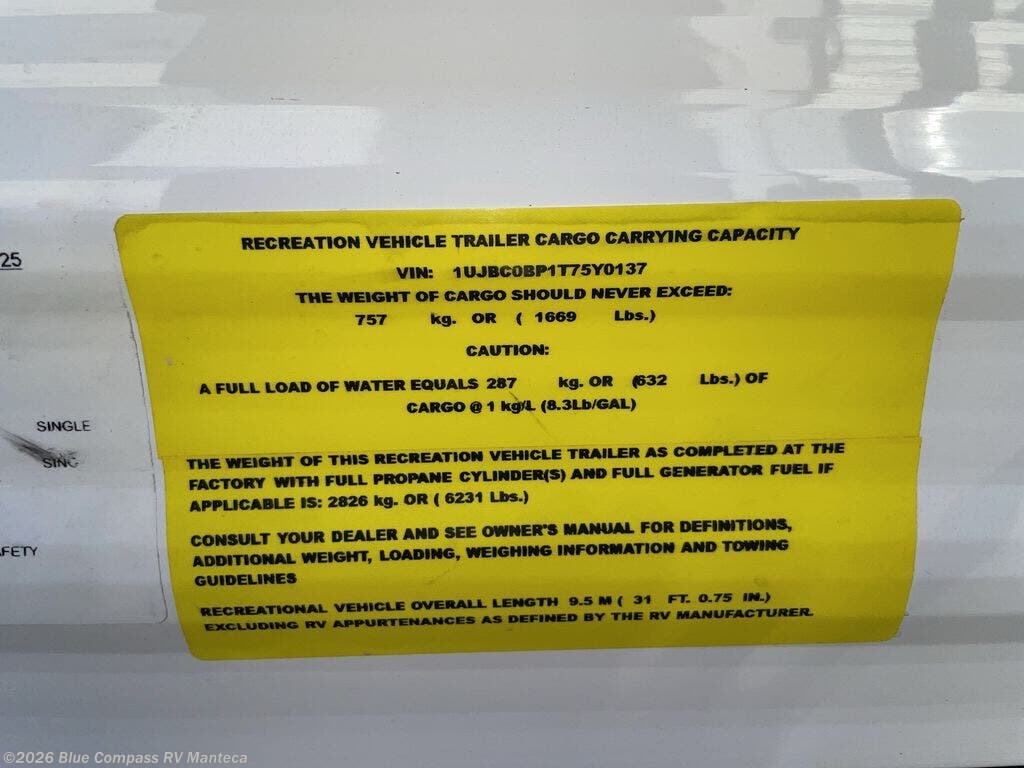 25
SINGLE
SING
AFETY
RECREATION VEHICLE TRAILER CARGO CARRYING CAPACITY
VIN: 1UJBC0BP1T75Y0137
THE WEIGHT OF CARGO SHOULD NEVER EXCEED:
757 kg. OR ( 1669 Lbs.)
CAUTION:
A FULL LOAD OF WATER EQUALS 287 kg. OR (632 Lbs.) OF
CARGO @ 1 kg/L (8.3Lb/GAL)
THE WEIGHT OF THIS RECREATION VEHICLE TRAILER AS COMPLETED AT THE
FACTORY WITH FULL PROPANE CYLINDER(S) AND FULL GENERATOR FUEL IF
APPLICABLE IS: 2826 kg. OR ( 6231 Lbs.)
CONSULT YOUR DEALER AND SEE OWNER'S MANUAL FOR DEFINITIONS,
ADDITIONAL WEIGHT, LOADING, WEIGHING INFORMATION AND TOWING
GUIDELINES
RECREATIONAL VEHICLE OVERALL LENGTH 9.5 M ( 31 FT. 0.75 IN.)
EXCLUDING RV APPURTENANCES AS DEFINED BY THE RV MANUFACTURER.
©2026 Blue Compass RV Manteca